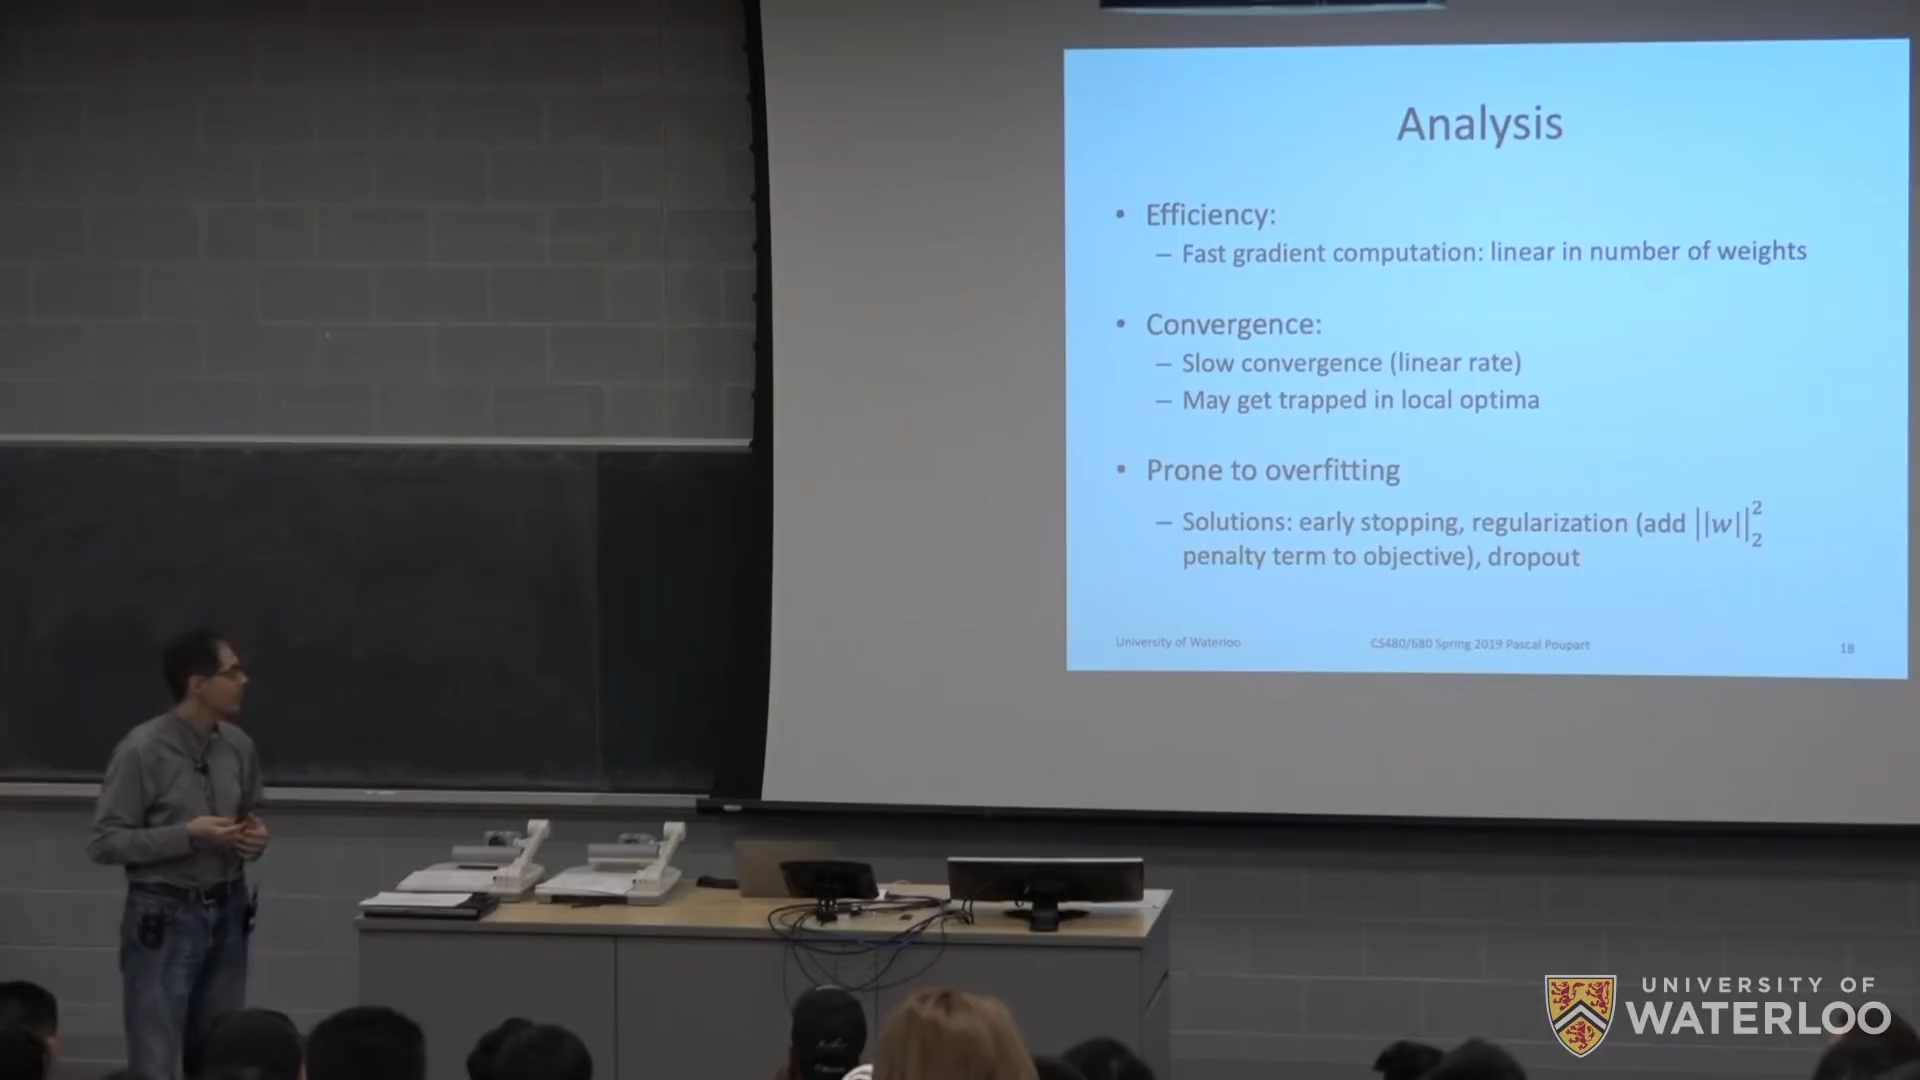 Analysis
• Efficiency:
– Fast gradient computation: linear in number of weights
• Convergence:
– Slow convergence (linear rate)
– May get trapped in local optima
• Prone to overfitting
– Solutions: early stopping, regularization (add ||w||₂²
penalty term to objective), dropout
University of Waterloo CS480/680 Spring 2019 Pascal Poupart 18
UNIVERSITY OF
WATERLOO